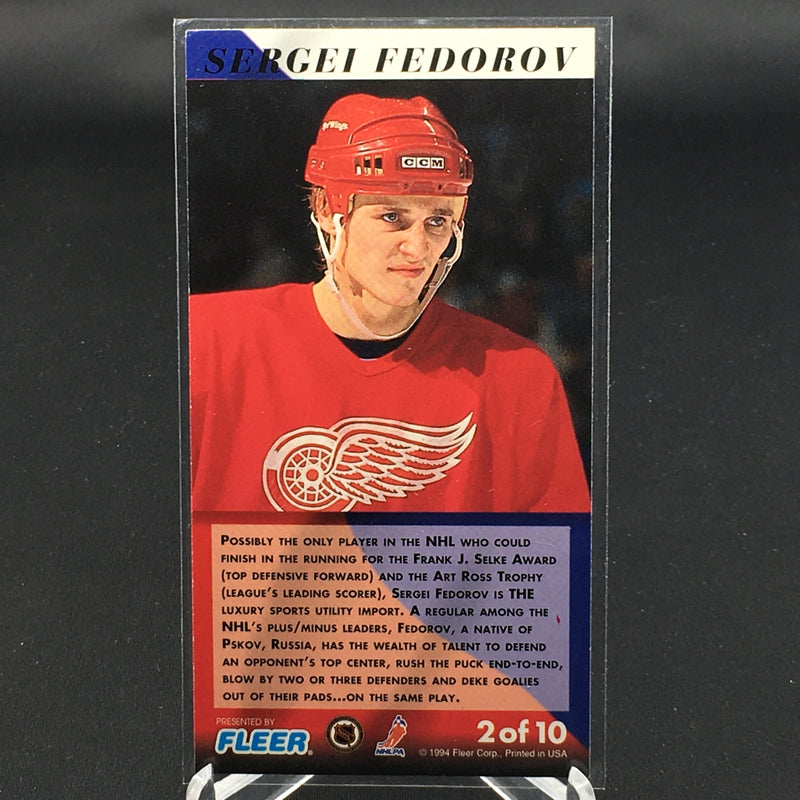 SERGEI FEDOROV
CCM
POSSIBLY THE ONLY PLAYER IN THE NHL WHO COULD
FINISH IN THE RUNNING FOR THE FRANK J. SELKE AWARD
(TOP DEFENSIVE FORWARD) AND THE ART ROSS TROPHY
(LEAGUE'S LEADING SCORER), SERGEI FEDOROV IS THE
LUXURY SPORTS UTILITY IMPORT. A REGULAR AMONG THE
NHL'S PLUS/MINUS LEADERS, FEDOROV, A NATIVE OF
PSKOV, RUSSIA, HAS THE WEALTH OF TALENT TO DEFEND
AN OPPONENT'S TOP CENTER, RUSH THE PUCK END-TO-END,
BLOW BY TWO OR THREE DEFENDERS AND DEKE GOALIES
OUT OF THEIR PADS...ON THE SAME PLAY.
PRESENTED BY
FLEER®
NHLPA
2 of 10
© 1994 Fleer Corp., Printed in USA